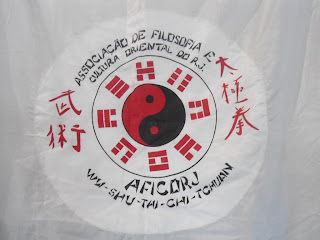 ASSOCIAÇÃO DE FILOSOFIA E
CULTURA ORIENTAL DO R.J.
武術
太極拳
AFICORJ
WU-SHU-TAI-CHI-TCHUAN